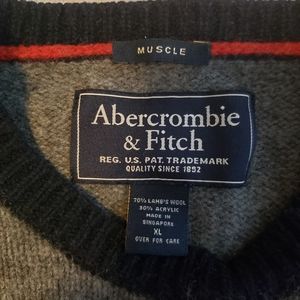 MUSCLE
Abercrombie
& Fitch
REG. U.S. PAT. TRADEMARK
QUALITY SINCE 1892
70% LAMB'S WOOL
30% ACRYLIC
MADE IN
SINGAPORE
XL
OVER FOR CARE